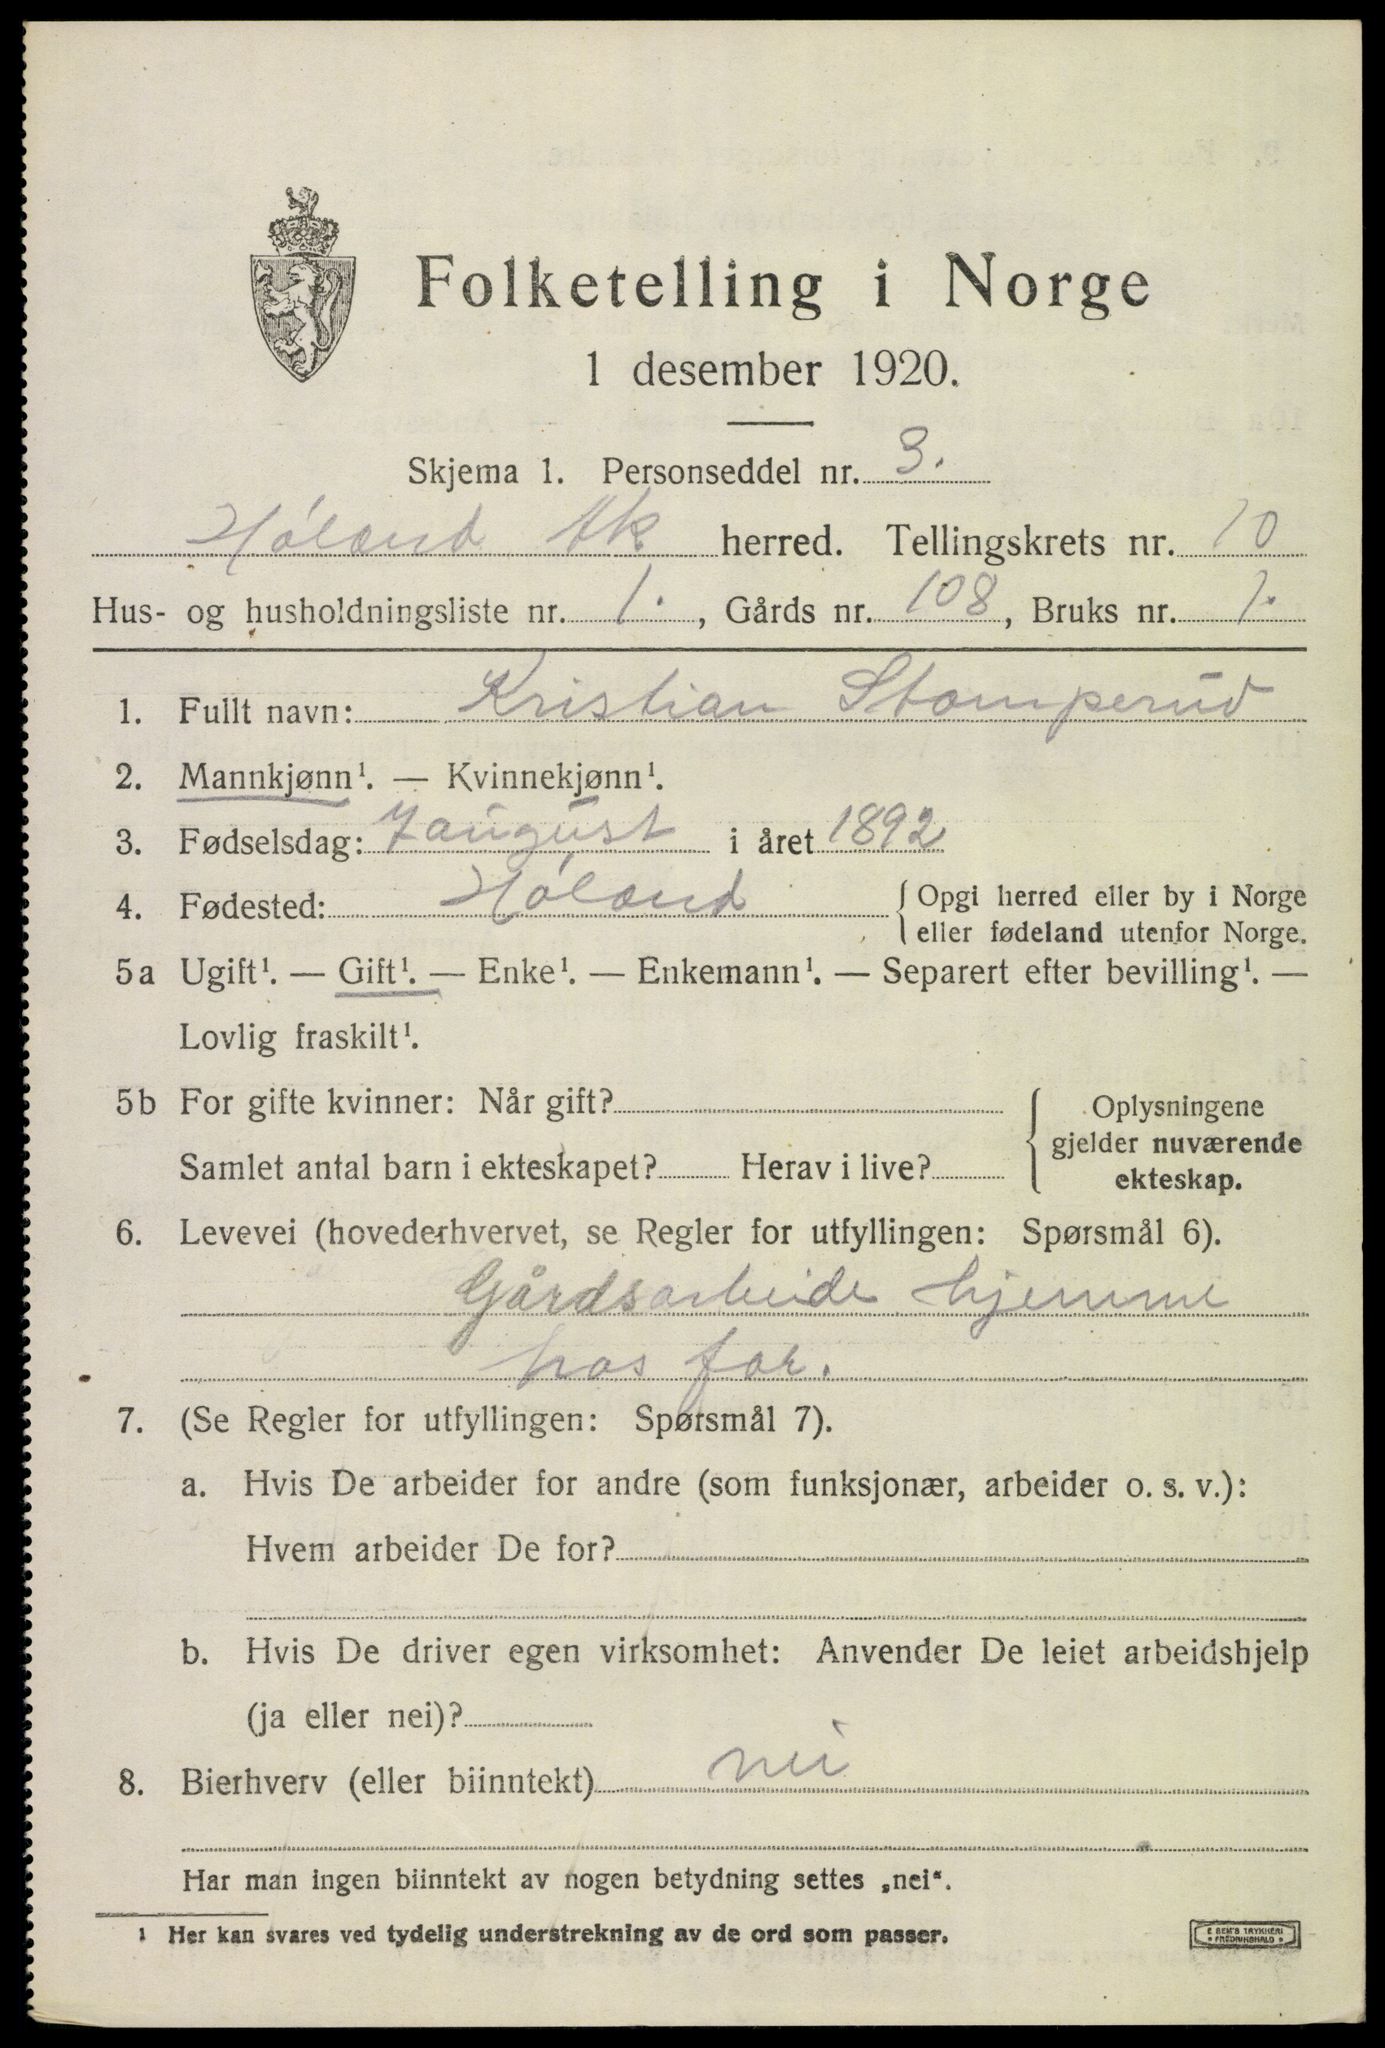 Folketelling i Norge
1 desember 1920.
Skjema 1. Personseddel nr. 3.
Høland Ak herred. Tellingskrets nr. 10
Hus- og husholdningsliste nr. 1., Gårds nr. 108, Bruks nr. 1.
1. Fullt navn: Kristian Stomperud
2. Mannkjønn¹. — Kvinnekjønn¹.
3. Fødselsdag: 7 august i året 1892
4. Fødested: Høland { Opgi herred eller by i Norge
eller fødeland utenfor Norge.
5a Ugift¹. — Gift¹. — Enke¹. — Enkemann¹. — Separert efter bevilling¹. —
Lovlig fraskilt¹.
5b For gifte kvinner: Når gift? { Oplysningene
gjelder nuværende
Samlet antal barn i ekteskapet? Herav i live? ekteskap.
6. Levevei (hovederhvervet, se Regler for utfyllingen: Spørsmål 6).
Gårdsarbeide hjemme
hos far.
7. (Se Regler for utfyllingen: Spørsmål 7).
a. Hvis De arbeider for andre (som funksjonær, arbeider o. s. v.):
Hvem arbeider De for?
b. Hvis De driver egen virksomhet: Anvender De leiet arbeidshjelp
(ja eller nei)?
8. Bierhverv (eller biinntekt) nei
Har man ingen biinntekt av nogen betydning settes „nei“.
¹ Her kan svares ved tydelig understrekning av de ord som passer.
E. SEM'S TRYKKERI
FREDRIKSHALD